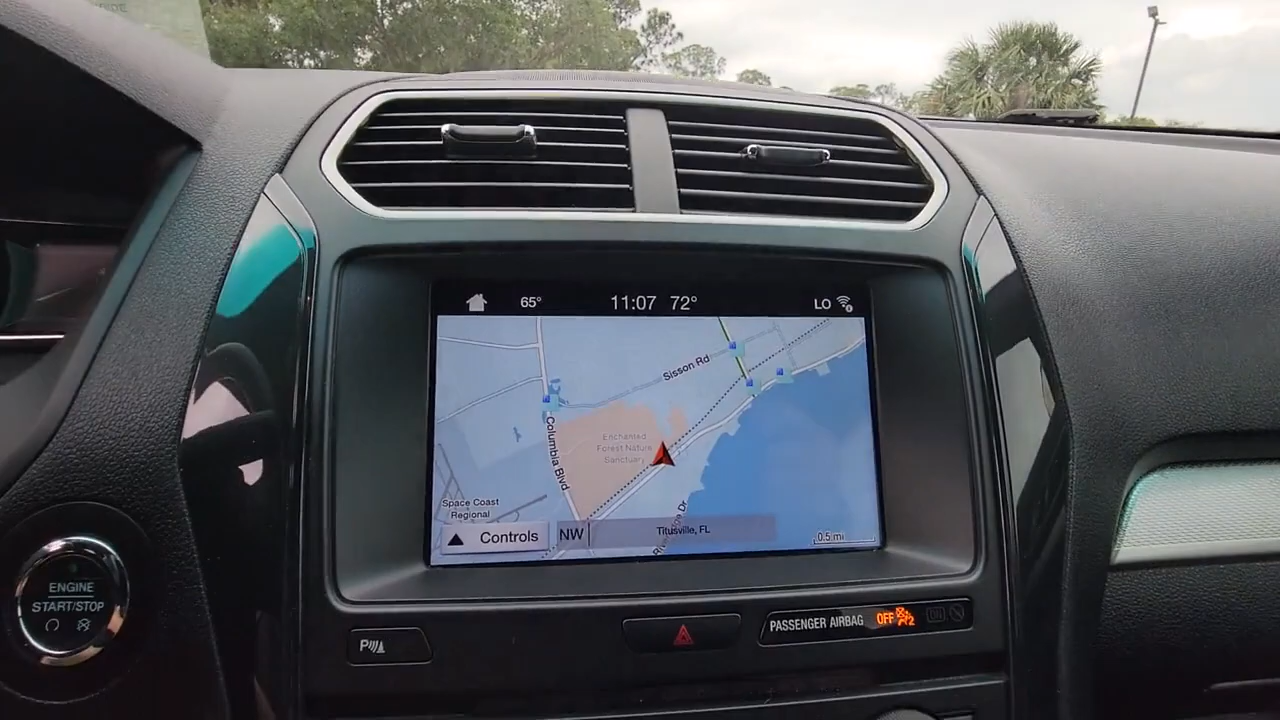 65° 11:07 72° LO
Sisson Rd
Columbia Blvd
Enchanted
Forest Nature
Sanctuary
Space Coast
Regional
Controls NW Titusville, FL 0.5 mi
ENGINE
START/STOP
P
PASSENGER AIRBAG OFF 2